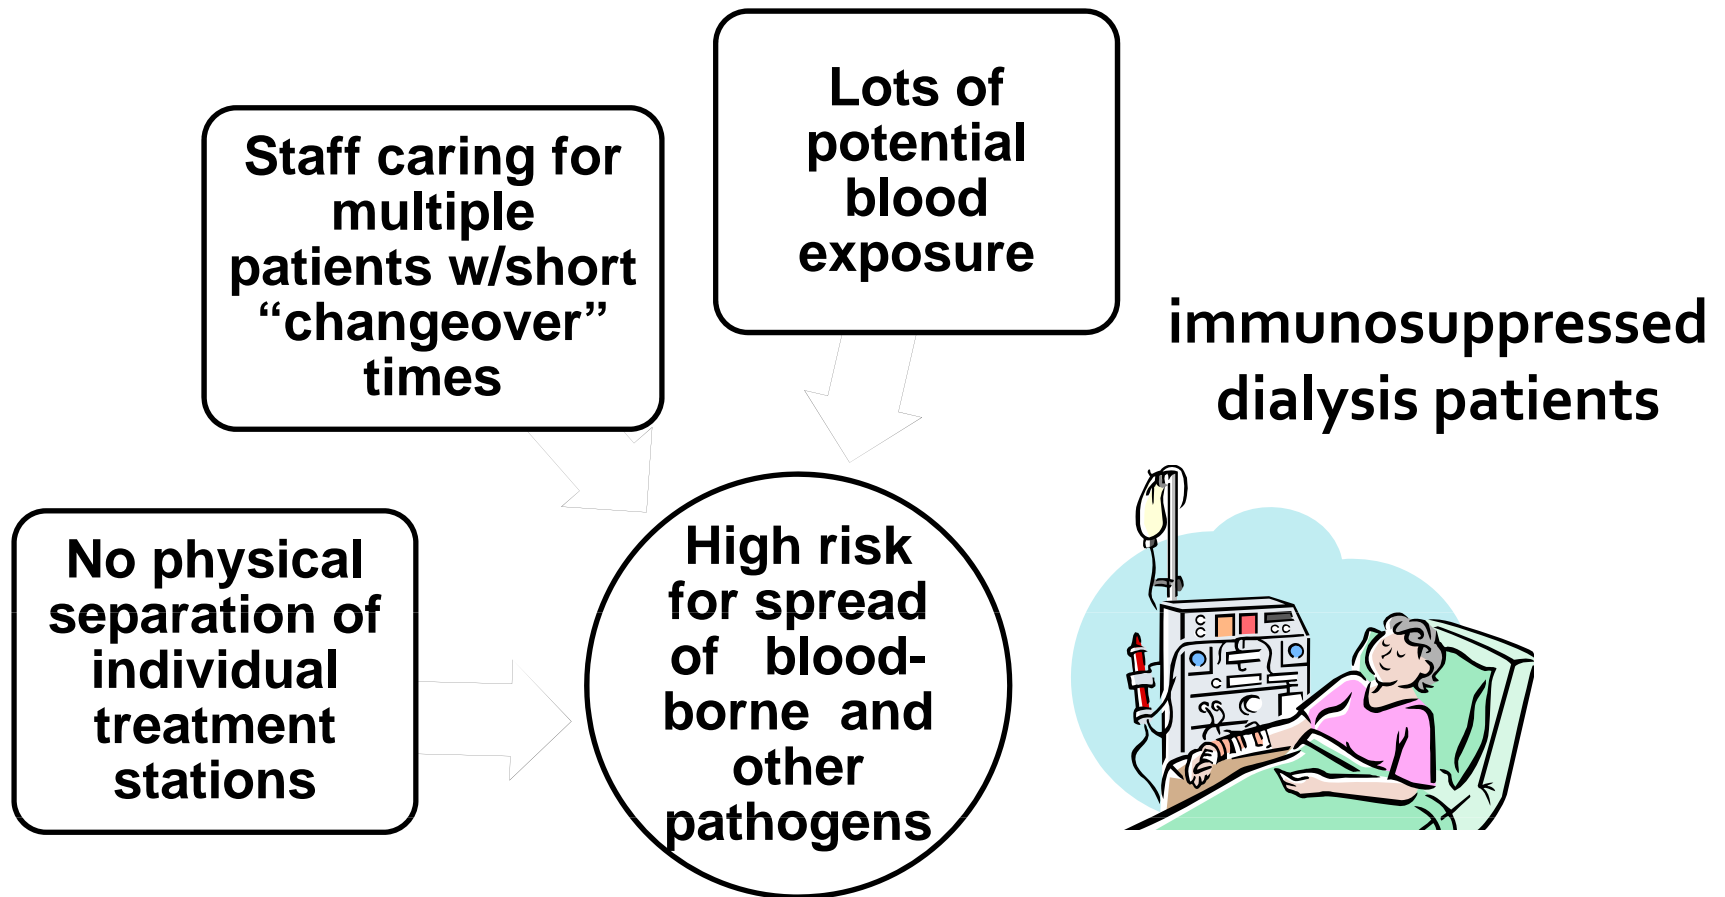 Lots of
potential
blood
exposure
Staff caring for
multiple
patients w/short
“changeover”
times
immunosuppressed
dialysis patients
No physical
separation of
individual
treatment
stations
High risk
for spread
of blood-
borne and
other
pathogens